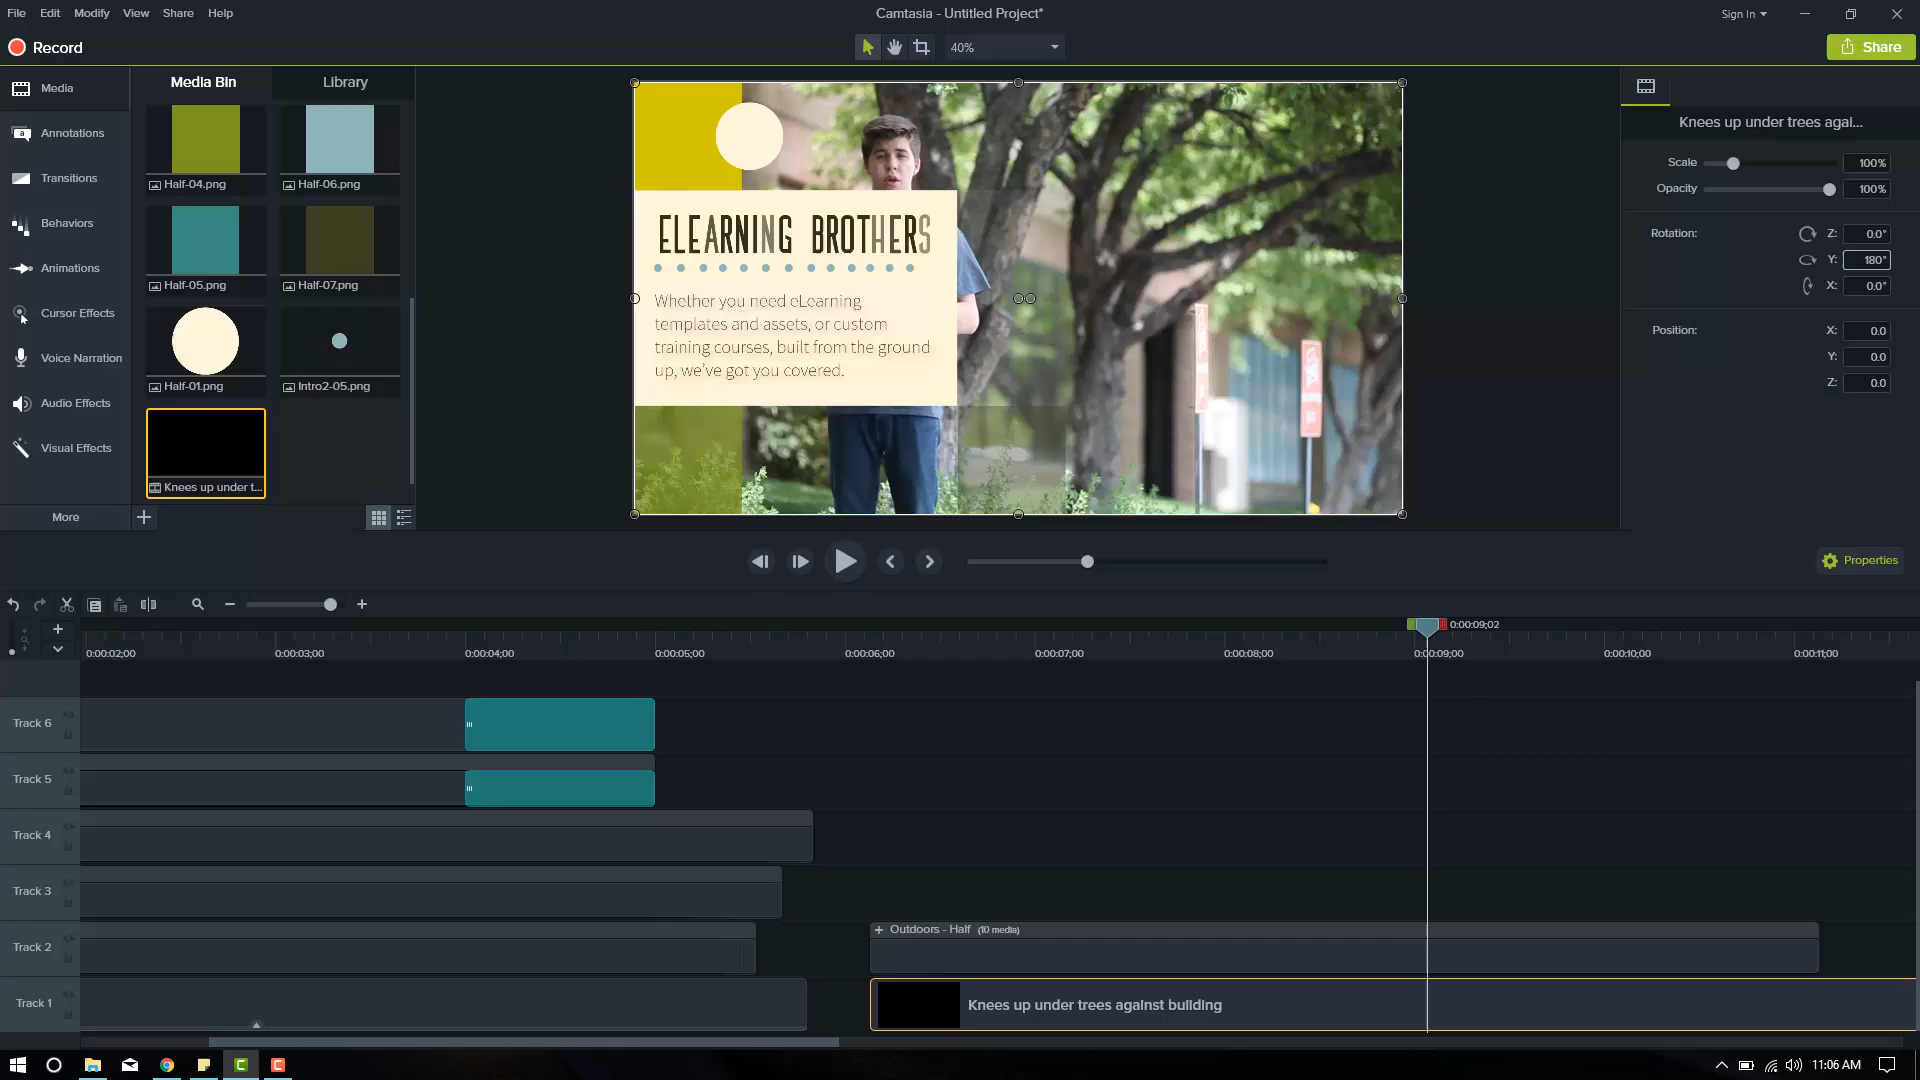 File Edit Modify View Share Help
Camtasia - Untitled Project*
Sign In
Record
40%
Share
Media
Media Bin
Library
Annotations
Transitions
Behaviors
Animations
Cursor Effects
Voice Narration
Audio Effects
Visual Effects
More
Half-04.png
Half-06.png
Half-05.png
Half-07.png
Half-01.png
Intro2-05.png
Knees up under t...
ELEARNING BROTHERS
Whether you need eLearning
templates and assets, or custom
training courses, built from the ground
up, we've got you covered.
Knees up under trees agai...
Scale 100%
Opacity 100%
Rotation: Z: 0.0°
Y: 180°
X: 0.0°
Position: X: 0.0
Y: 0.0
Z: 0.0
Properties
0:00:09;02
0:00:02;00 0:00:03;00 0:00:04;00 0:00:05;00 0:00:06;00 0:00:07;00 0:00:08;00 0:00:09;00 0:00:10;00 0:00:11;00
Track 6
Track 5
Track 4
Track 3
Track 2
Outdoors - Half (10 media)
Track 1
Knees up under trees against building
11:06 AM